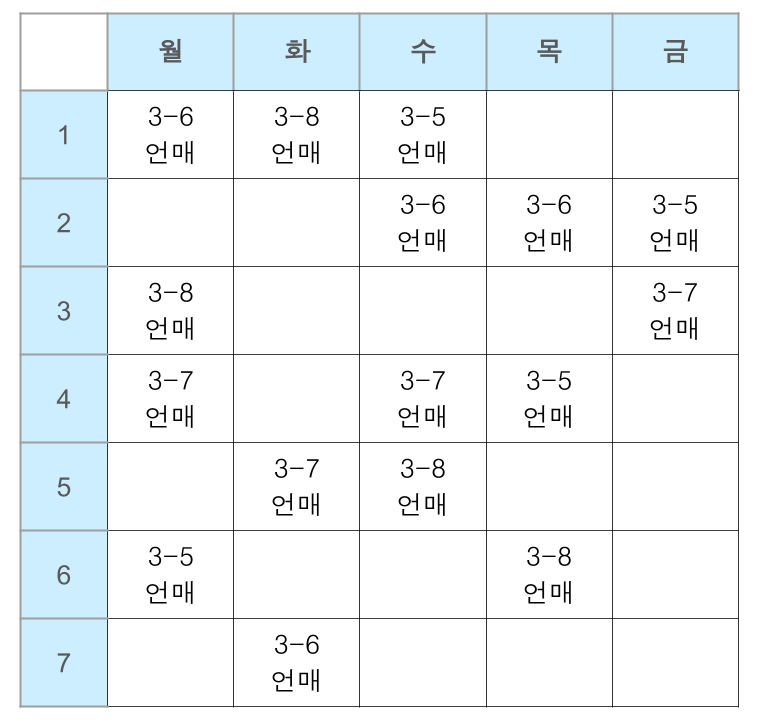 월 화 수 목 금
1 3-6 3-8 3-5
언매 언매 언매
2 3-6 3-6 3-5
언매 언매 언매
3 3-8 3-7
언매 언매
4 3-7 3-7 3-5
언매 언매 언매
5 3-7 3-8
언매 언매
6 3-5 3-8
언매 언매
7 3-6
언매